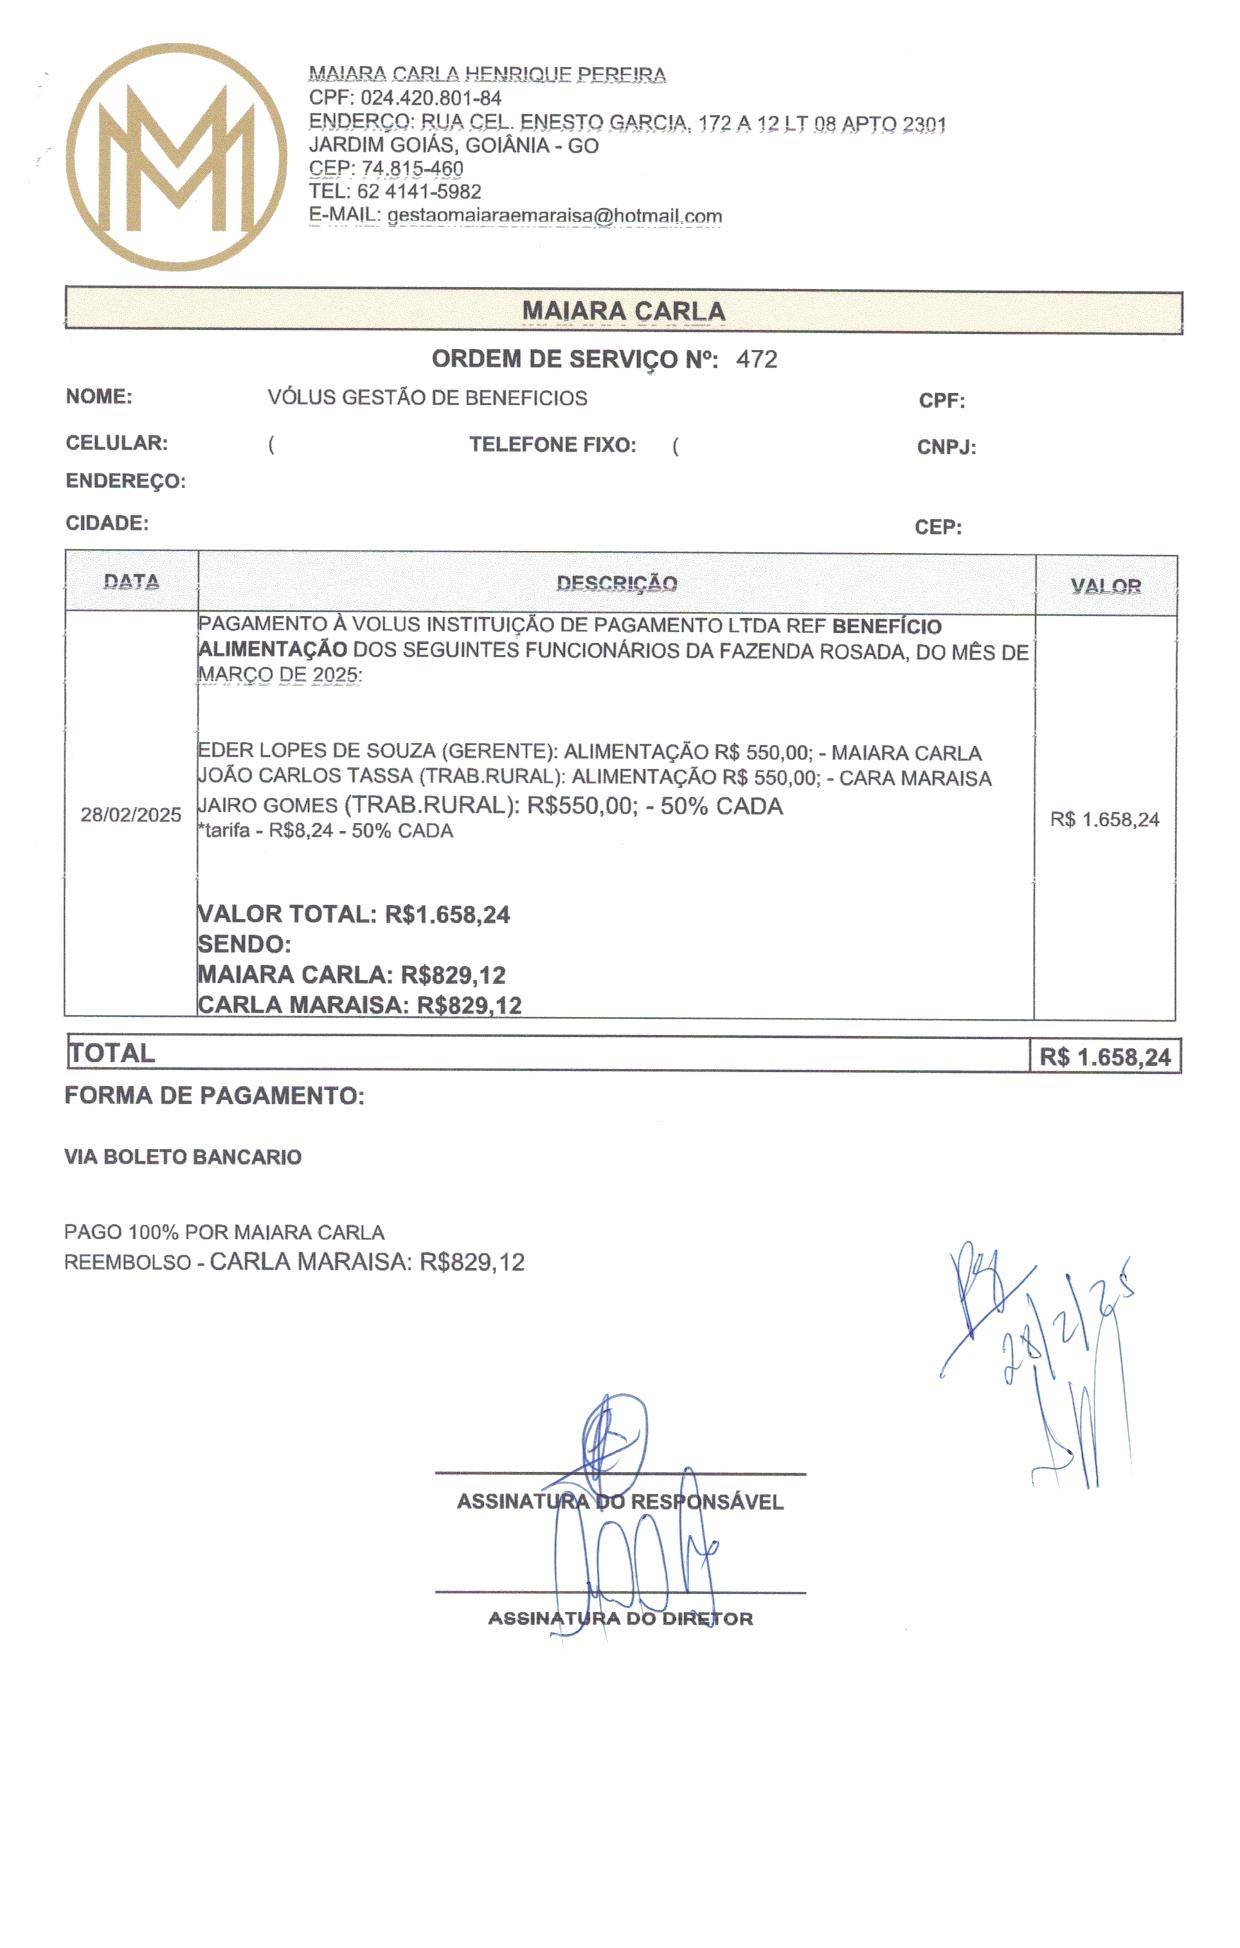 MAIARA CARLA HENRIQUE PEREIRA
CPF: 024.420.801-84
ENDERÇO: RUA CEL. ENESTO GARCIA, 172 A 12 LT 08 APTO 2301
JARDIM GOIÁS, GOIÂNIA - GO
CEP: 74.815-460
TEL: 62 4141-5982
E-MAIL: gestaomaiaraemaraisa@hotmail.com
MAIARA CARLA
ORDEM DE SERVIÇO Nº: 472
NOME: VÓLUS GESTÃO DE BENEFICIOS CPF:
CELULAR: ( TELEFONE FIXO: ( CNPJ:
ENDEREÇO:
CIDADE: CEP:
DATA DESCRIÇÃO VALOR
PAGAMENTO À VOLUS INSTITUIÇÃO DE PAGAMENTO LTDA REF BENEFÍCIO
ALIMENTAÇÃO DOS SEGUINTES FUNCIONÁRIOS DA FAZENDA ROSADA, DO MÊS DE
MARÇO DE 2025:
EDER LOPES DE SOUZA (GERENTE): ALIMENTAÇÃO R$ 550,00; - MAIARA CARLA
JOÃO CARLOS TASSA (TRAB.RURAL): ALIMENTAÇÃO R$ 550,00; - CARA MARAISA
JAIRO GOMES (TRAB.RURAL): R$550,00; - 50% CADA
28/02/2025 R$ 1.658,24
*tarifa - R$8,24 - 50% CADA
VALOR TOTAL: R$1.658,24
SENDO:
MAIARA CARLA: R$829,12
CARLA MARAISA: R$829,12
TOTAL R$ 1.658,24
FORMA DE PAGAMENTO:
VIA BOLETO BANCARIO
PAGO 100% POR MAIARA CARLA
REEMBOLSO - CARLA MARAISA: R$829,12
28/2/25
ASSINATURA DO RESPONSÁVEL
ASSINATURA DO DIRETOR